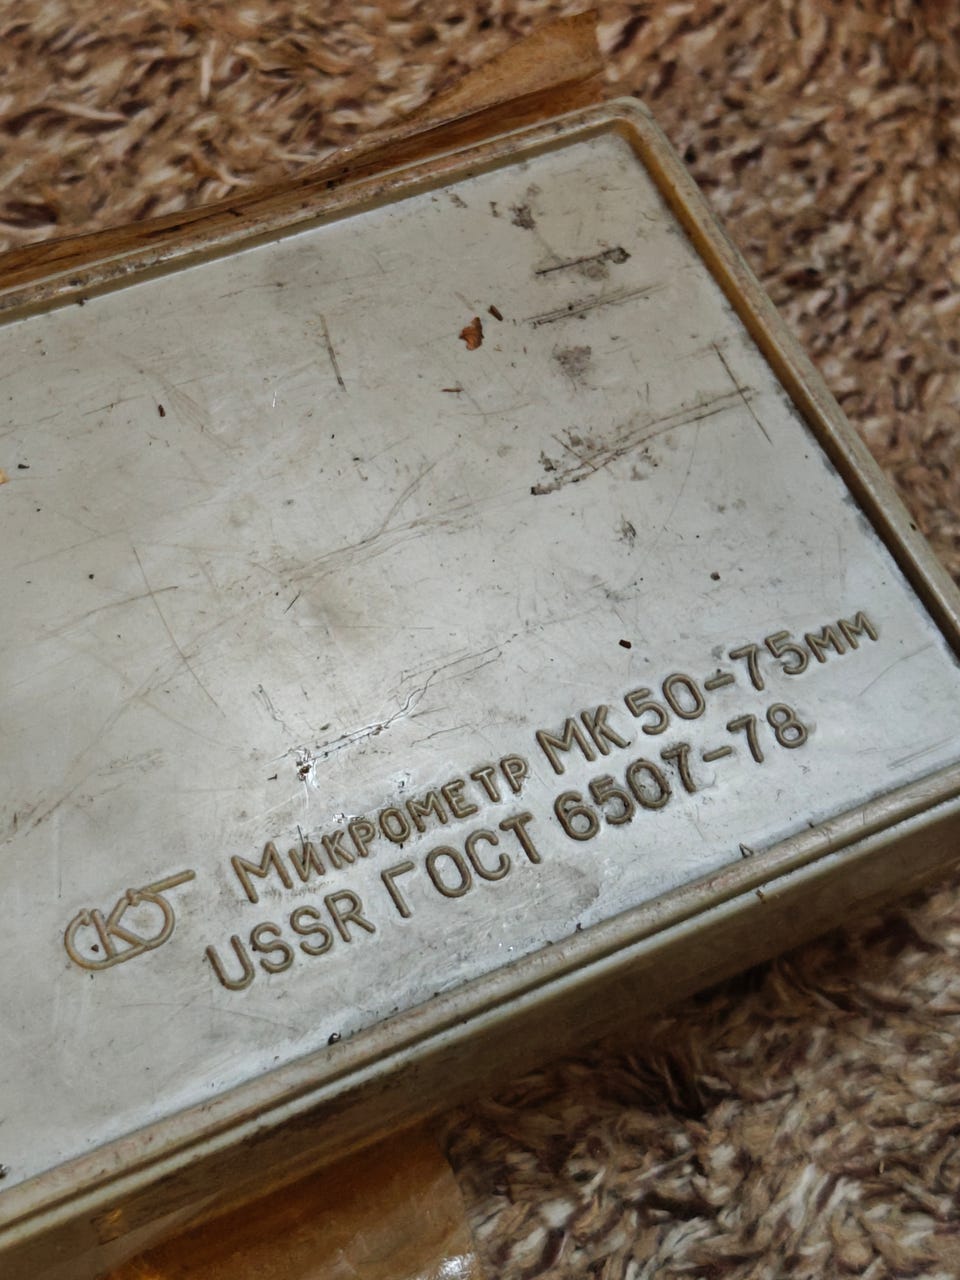 Микрометр МК 50-75мм
USSR ГОСТ 6507-78